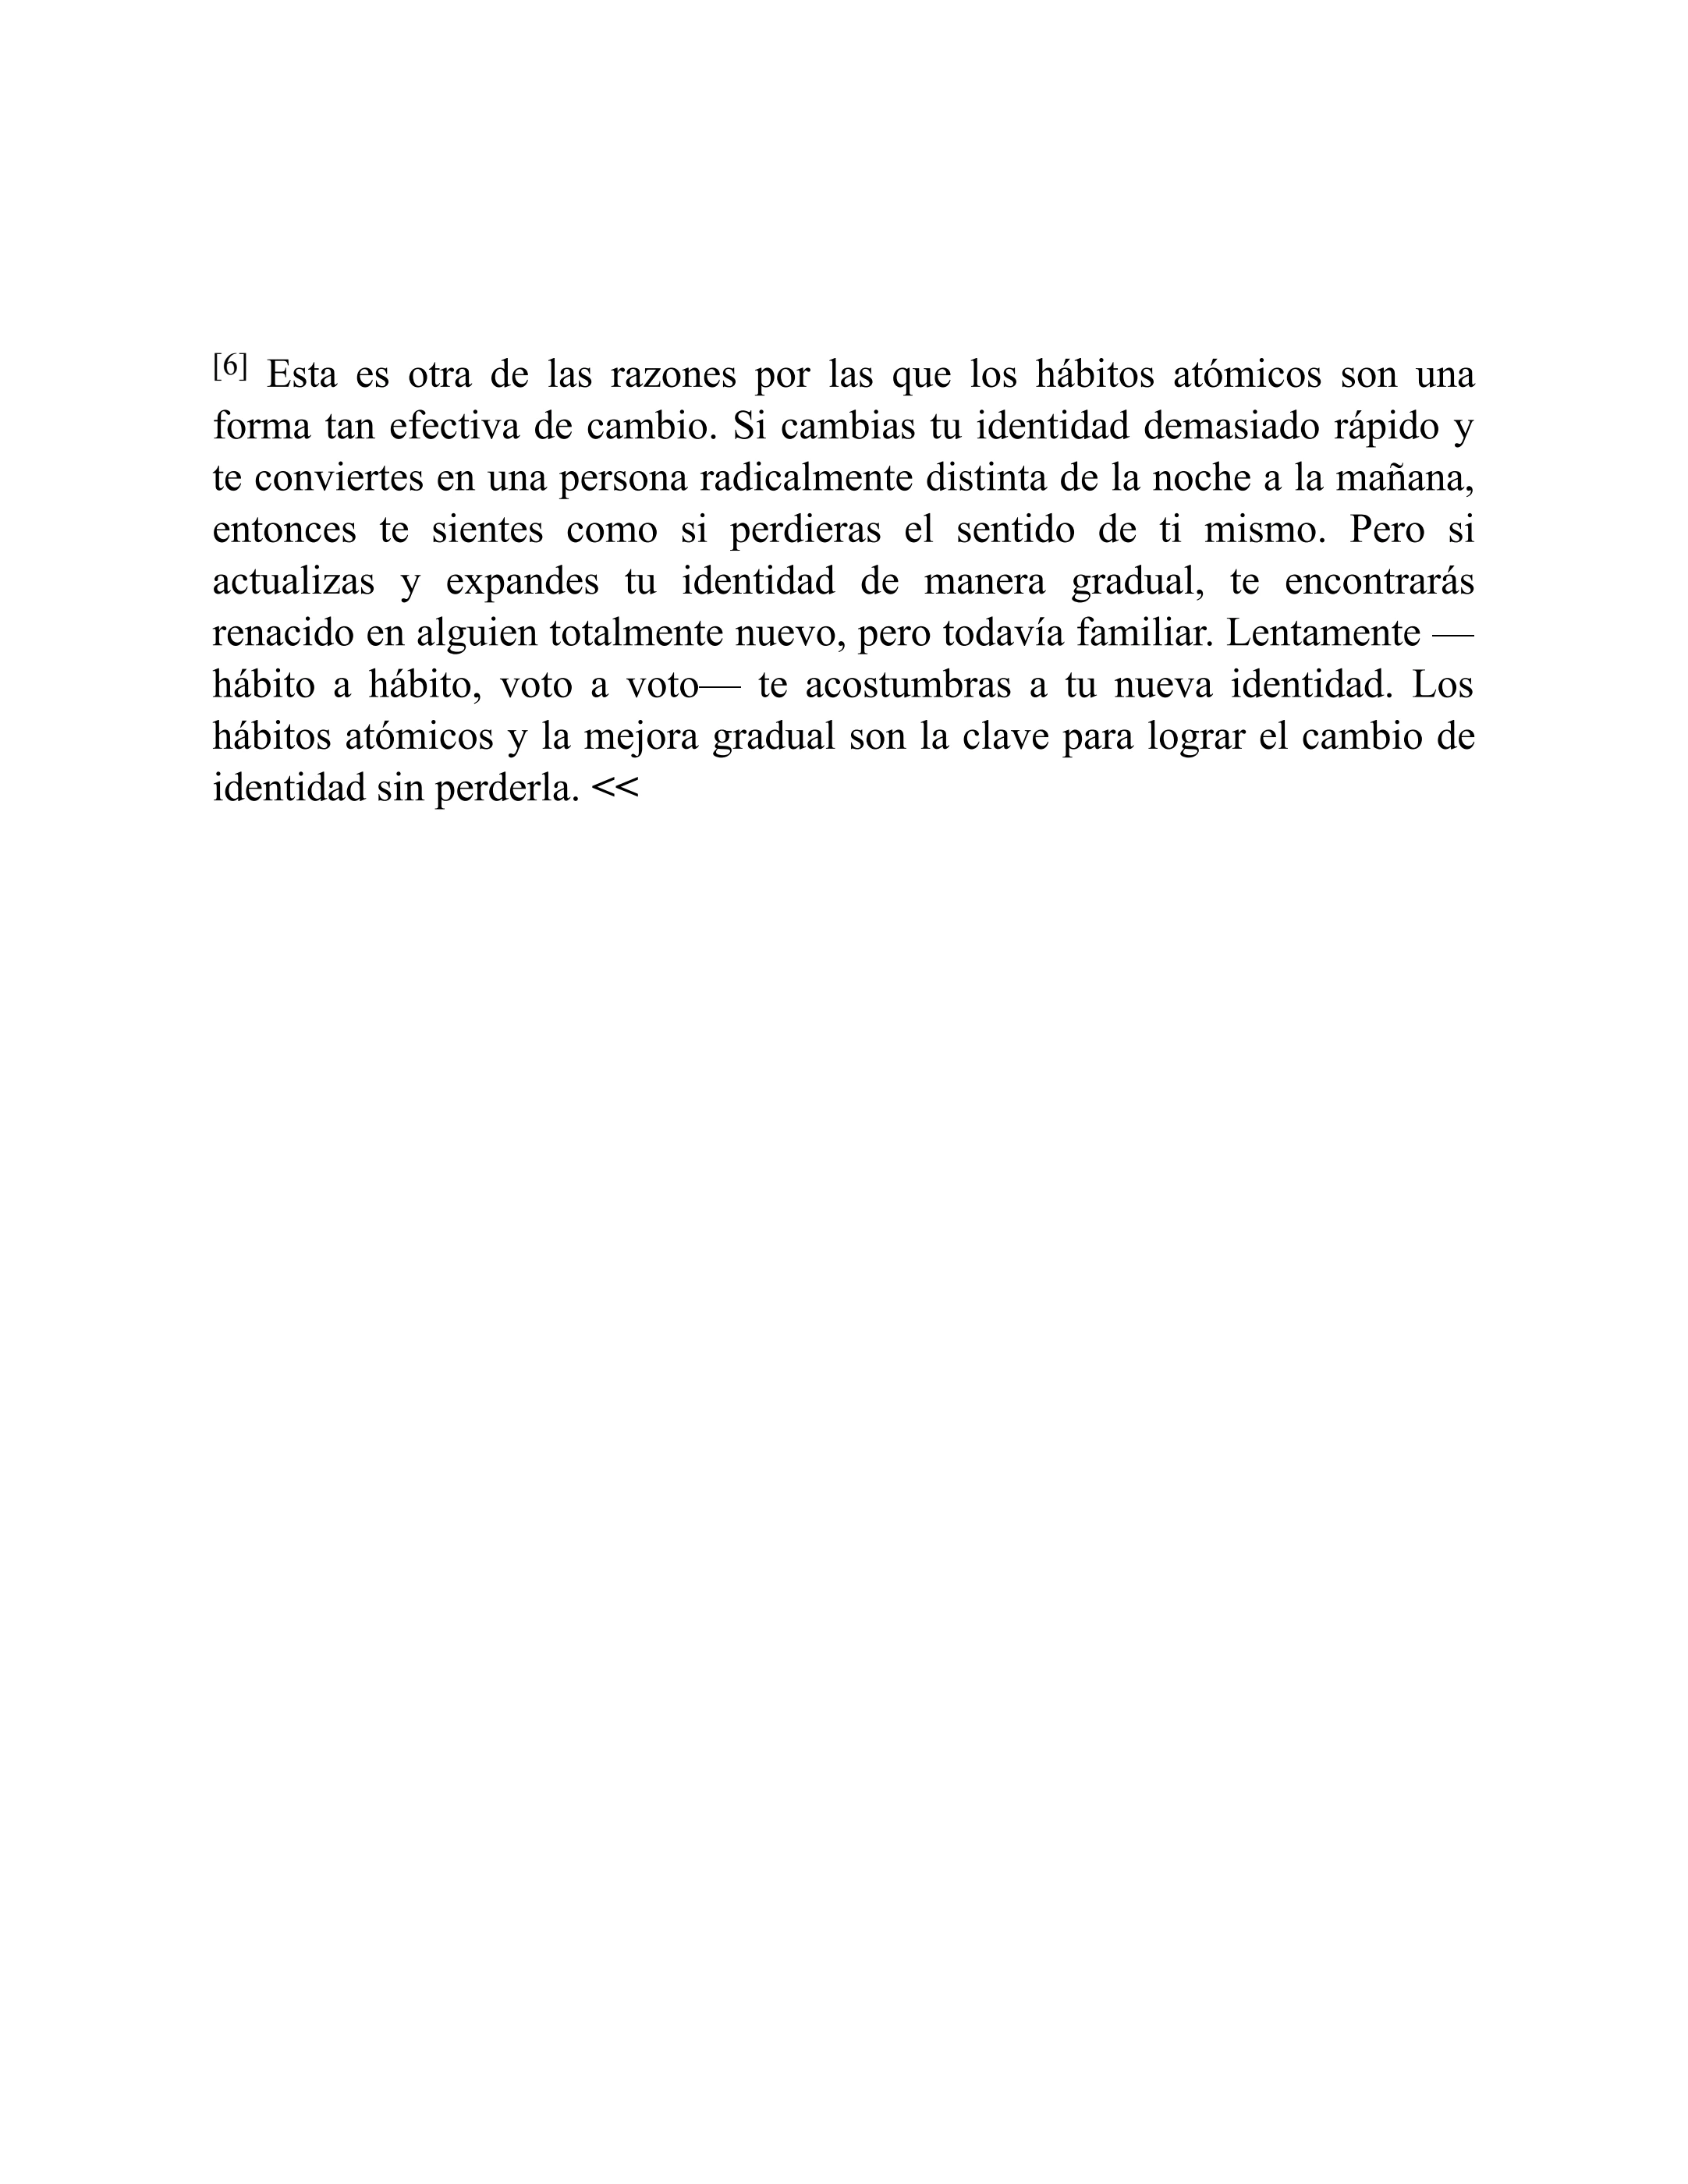 [6] Esta es otra de las razones por las que los hábitos atómicos son una
forma tan efectiva de cambio. Si cambias tu identidad demasiado rápido y
te conviertes en una persona radicalmente distinta de la noche a la mañana,
entonces te sientes como si perdieras el sentido de ti mismo. Pero si
actualizas y expandes tu identidad de manera gradual, te encontrarás
renacido en alguien totalmente nuevo, pero todavía familiar. Lentamente —
hábito a hábito, voto a voto— te acostumbras a tu nueva identidad. Los
hábitos atómicos y la mejora gradual son la clave para lograr el cambio de
identidad sin perderla. <<